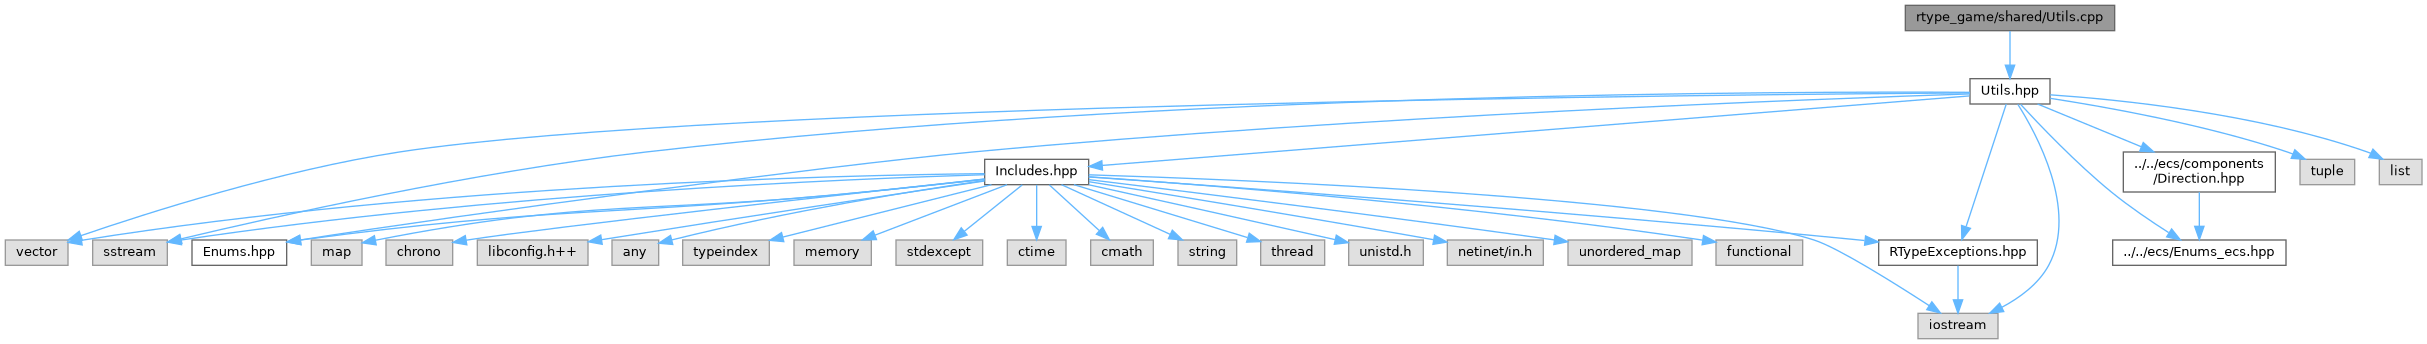 rtype_game/shared/Utils.cpp
Utils.hpp
Includes.hpp
../../ecs/components
/Direction.hpp
tuple
list
vector
sstream
Enums.hpp
map
chrono
libconfig.h++
any
typeindex
memory
stdexcept
ctime
cmath
string
thread
unistd.h
netinet/in.h
unordered_map
functional
RTypeExceptions.hpp
../../ecs/Enums_ecs.hpp
iostream